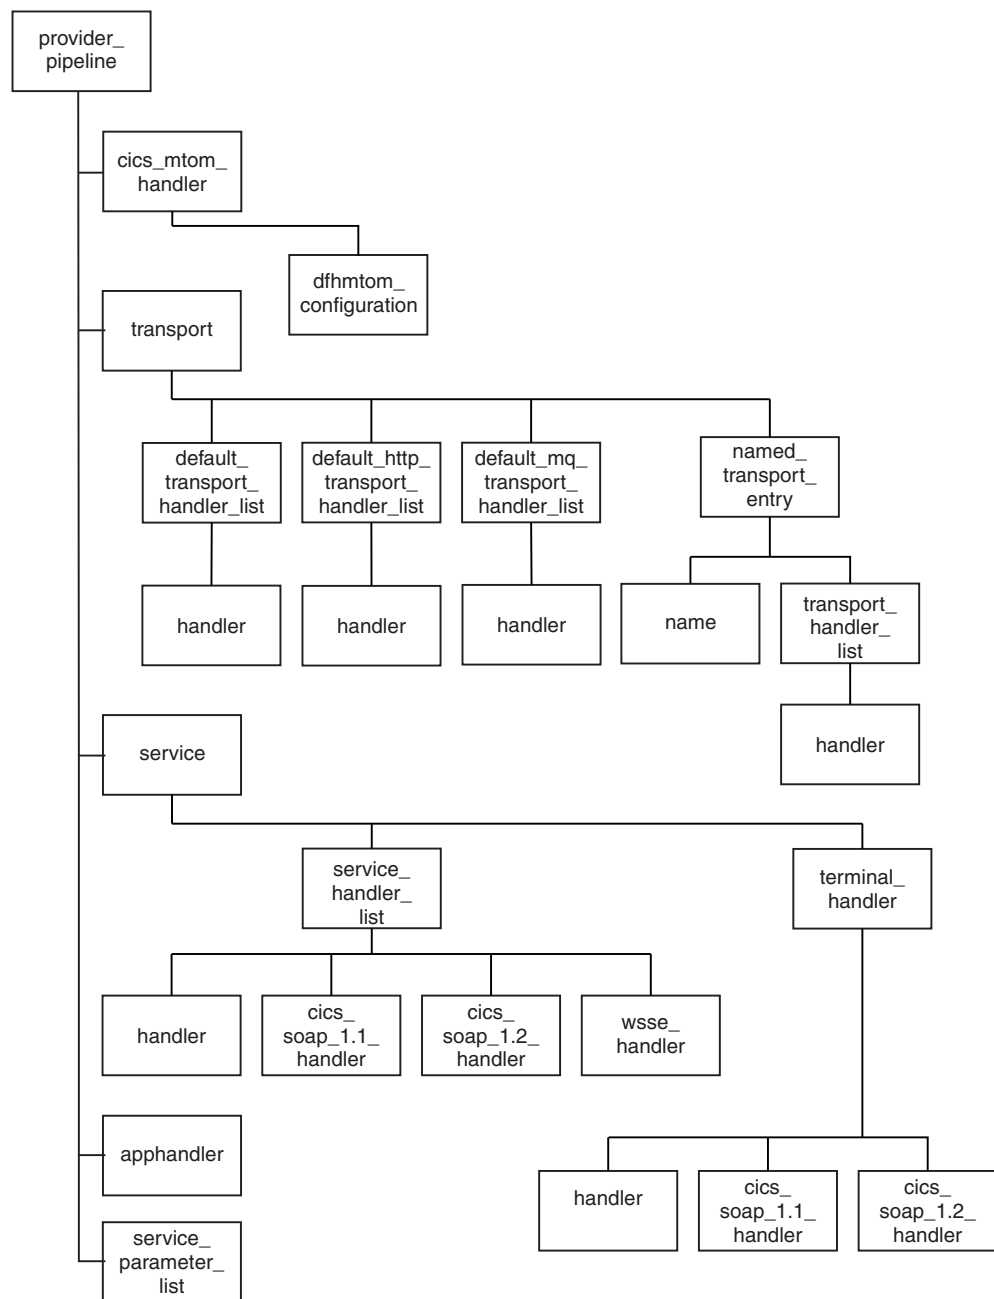 provider_
pipeline
cics_mtom_
handler
dfhmtom_
configuration
transport
default_
transport_
handler_list
default_http_
transport_
handler_list
default_mq_
transport_
handler_list
named_
transport_
entry
handler
handler
handler
name
transport_
handler_
list
handler
service
service_
handler_
list
terminal_
handler
handler
cics_
soap_1.1_
handler
cics_
soap_1.2_
handler
wsse_
handler
apphandler
handler
cics_
soap_1.1_
handler
cics_
soap_1.2_
handler
service_
parameter_
list